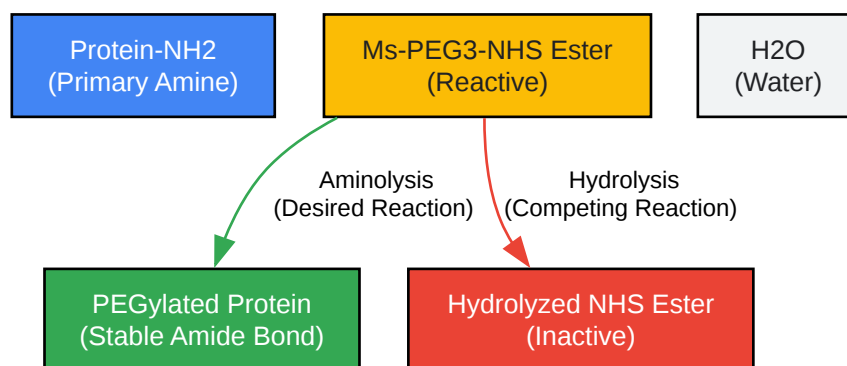 Protein-NH2
(Primary Amine)
Ms-PEG3-NHS Ester
(Reactive)
H2O
(Water)
Aminolysis
(Desired Reaction)
Hydrolysis
(Competing Reaction)
PEGylated Protein
(Stable Amide Bond)
Hydrolyzed NHS Ester
(Inactive)